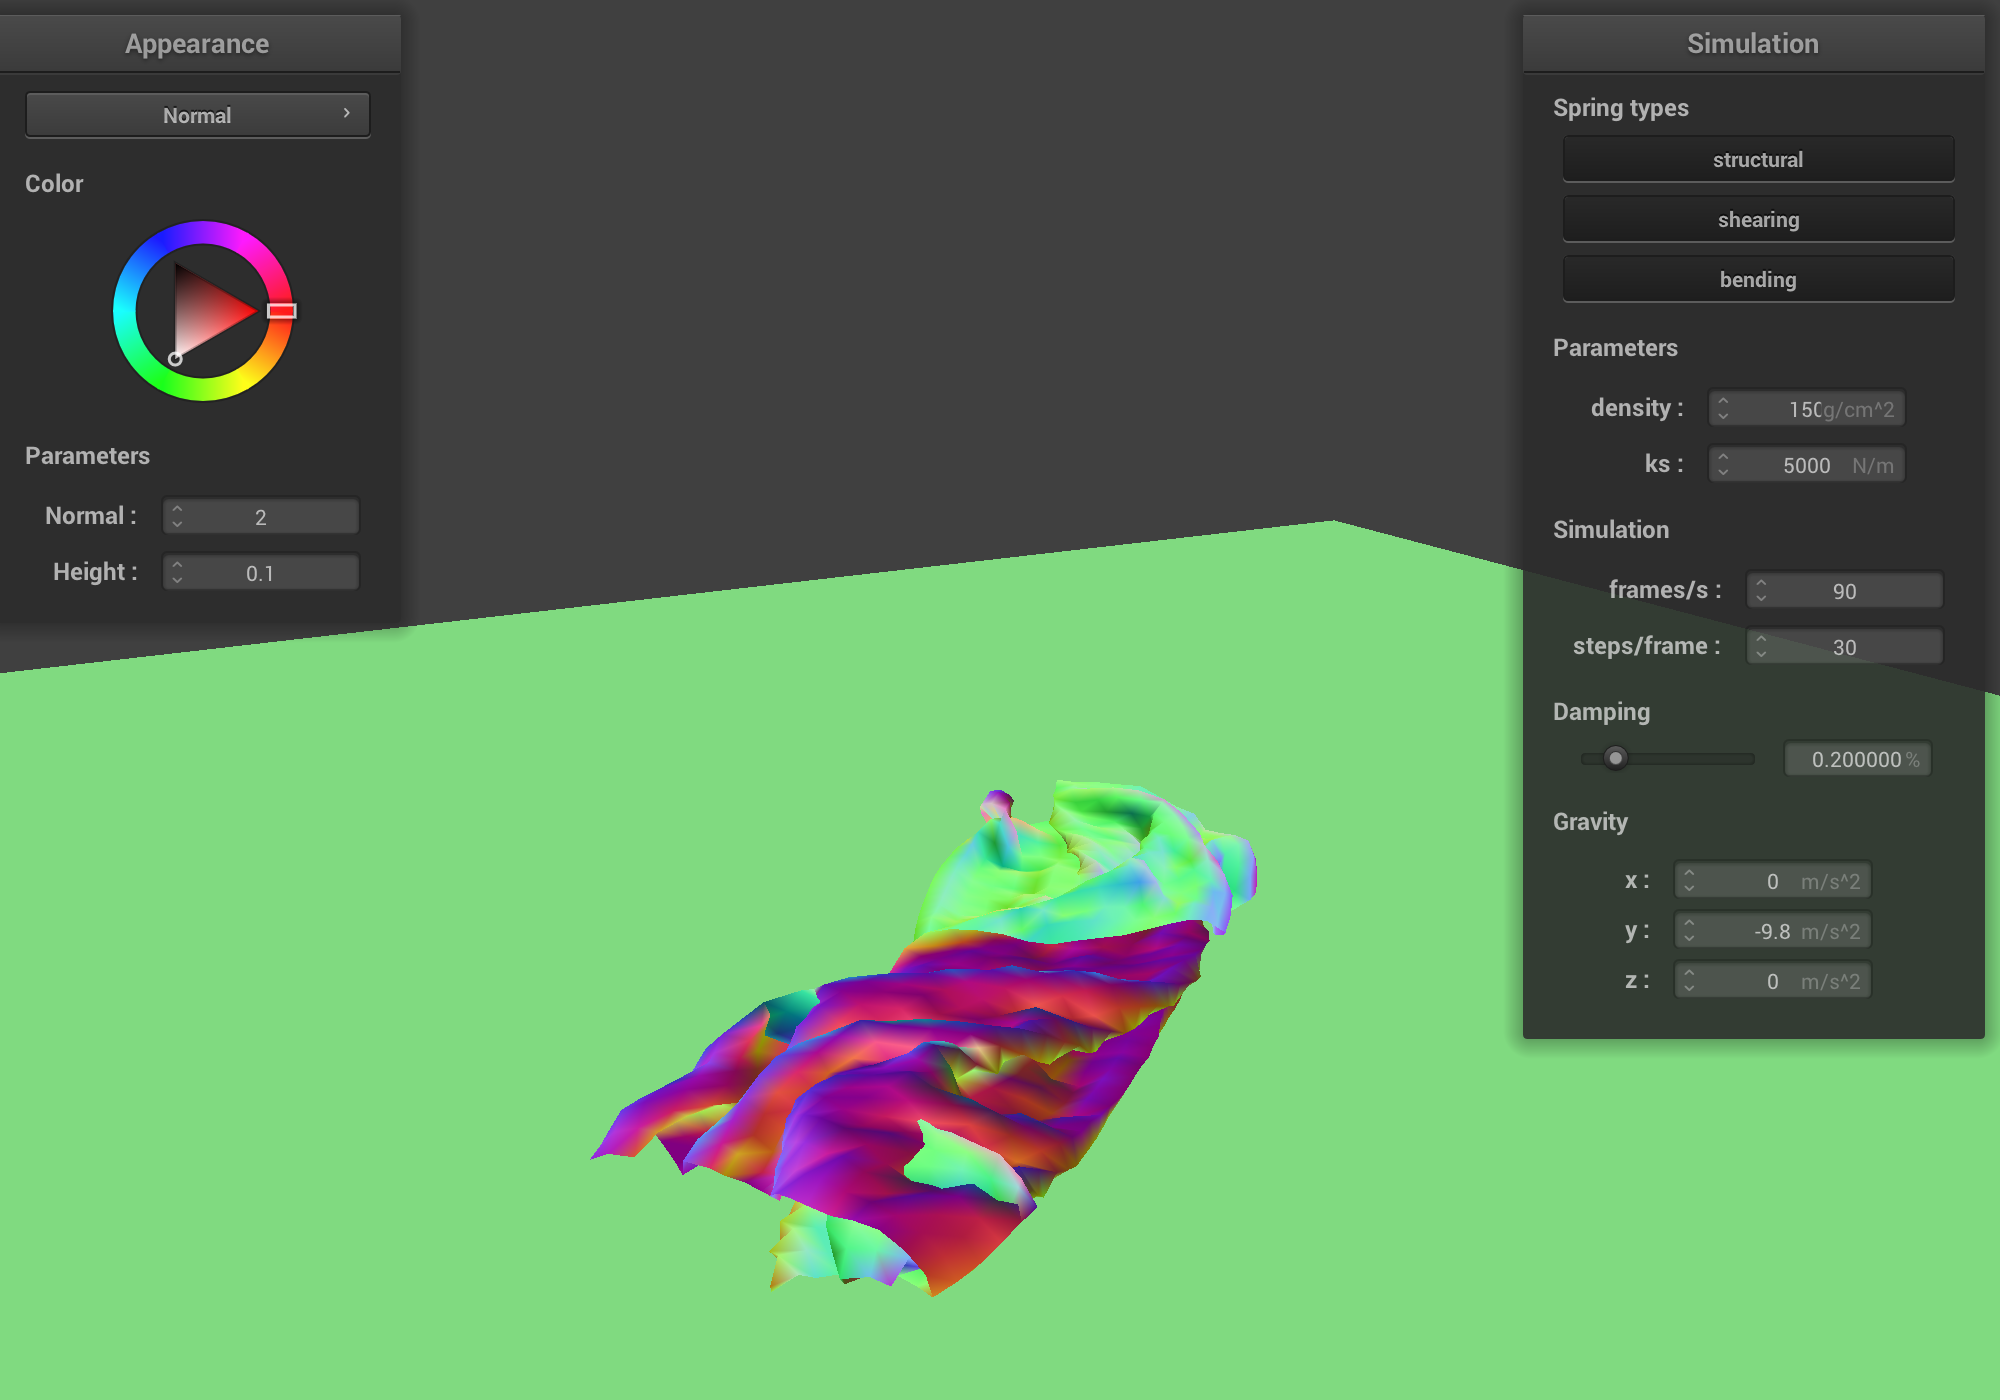 Appearance
Normal
Color
Parameters
Normal : 2
Height : 0.1
Simulation
Spring types
structural
shearing
bending
Parameters
density : 150 g/cm^2
ks : 5000 N/m
Simulation
frames/s : 90
steps/frame : 30
Damping
0.200000 %
Gravity
x : 0 m/s^2
y : -9.8 m/s^2
z : 0 m/s^2